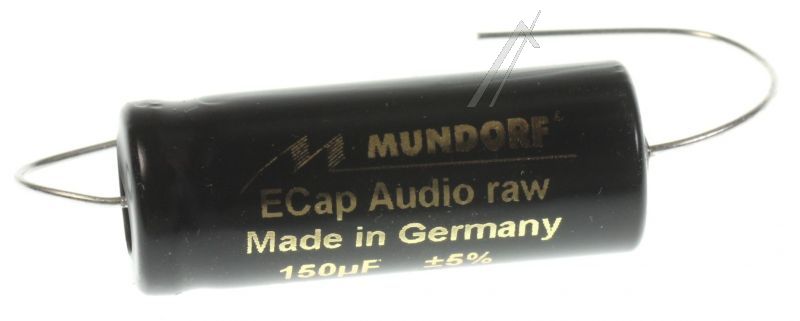 MUNDORF®
ECap Audio raw
Made in Germany
150µF ±5%